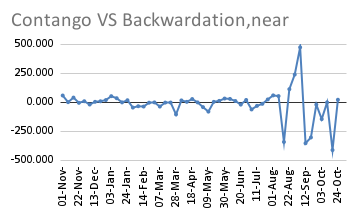 Contango VS Backwardation,near
500.000
250.000
0.000
-250.000
-500.000
01-Nov
22-Nov
13-Dec
03-Jan
24-Jan
14-Feb
07-Mar
28-Mar
18-Apr
09-May
30-May
20-Jun
11-Jul
01-Aug
22-Aug
12-Sep
03-Oct
24-Oct